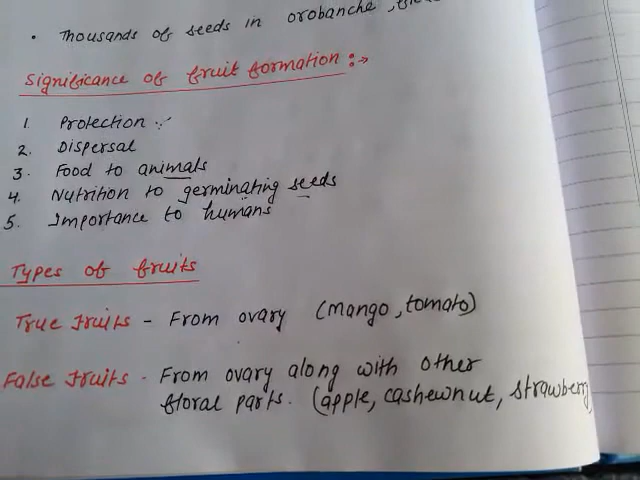 • Thousands of seeds in orobanche,
Significance of fruit formation :→
1. Protection
2. Dispersal
3. Food to animals
4. Nutrition to germinating seeds
5. Importance to humans
Types of fruits
True Fruits - From ovary (mango, tomato)
False Fruits - From ovary along with other
floral parts. (apple, cashewnut, strawberry